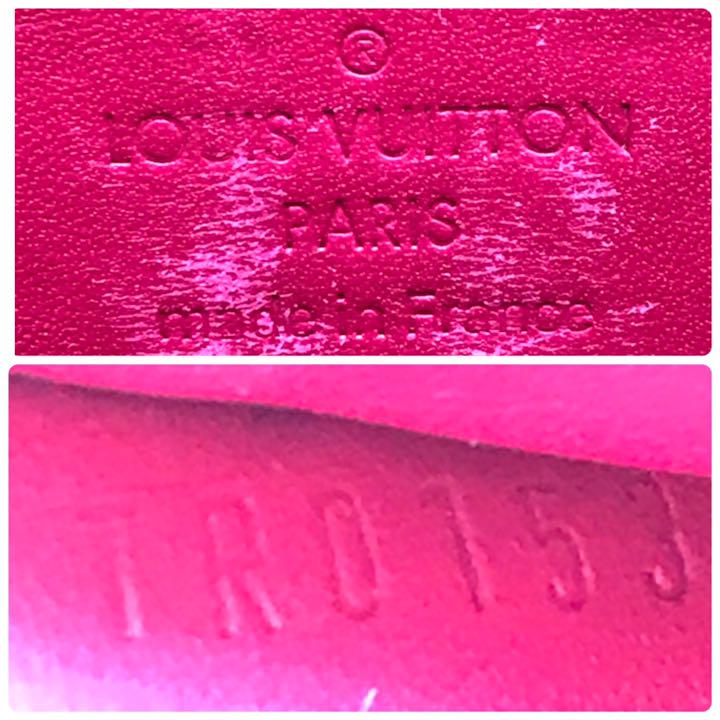 ®
LOUIS VUITTON
PARIS
made in France
TR0153